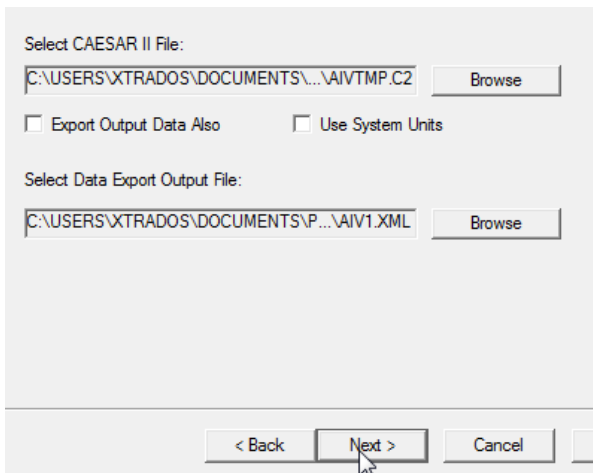 Select CAESAR II File:
C:\USERS\XTRADOS\DOCUMENTS\...\AIVTMP.C2
Browse
Export Output Data Also
Use System Units
Select Data Export Output File:
C:\USERS\XTRADOS\DOCUMENTS\P...\AIV1.XML
Browse
< Back
Next >
Cancel